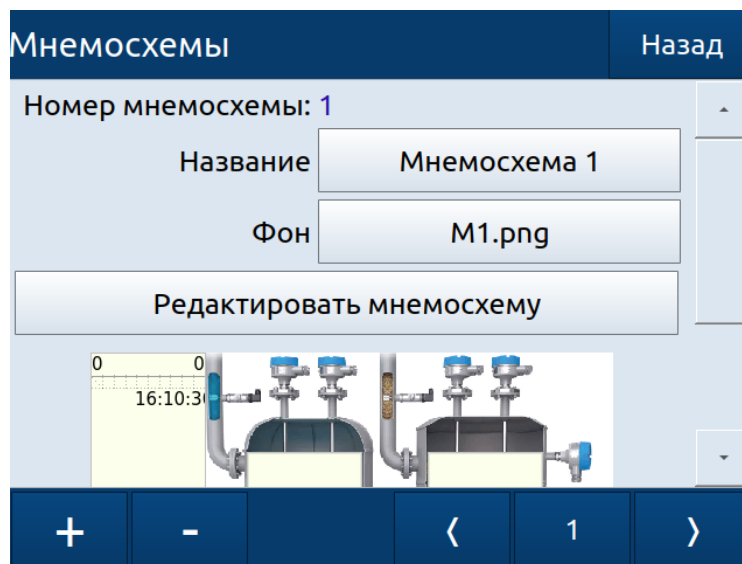 Мнемосхемы
Назад
Номер мнемосхемы: 1
Название
Мнемосхема 1
Фон
M1.png
Редактировать мнемосхему
0 0
16:10:3
+ - ⟨ 1 ⟩